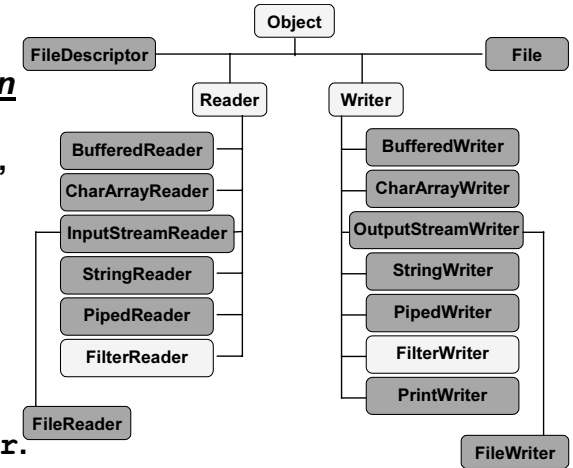 Object
FileDescriptor
File
n
Reader
Writer
,
BufferedReader
BufferedWriter
CharArrayReader
CharArrayWriter
InputStreamReader
OutputStreamWriter
StringReader
StringWriter
PipedReader
PipedWriter
FilterReader
FilterWriter
PrintWriter
FileReader
r.
FileWriter